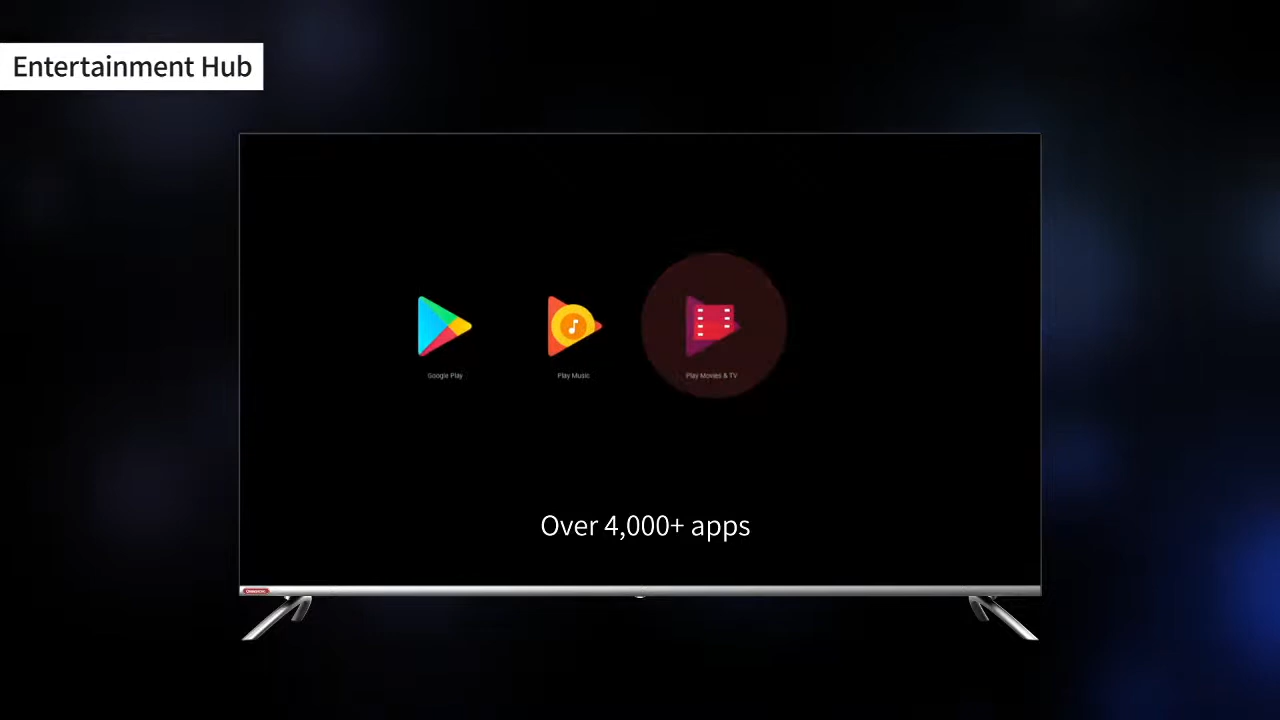 Entertainment Hub
Google Play
Play Music
Play Movies & TV
Over 4,000+ apps